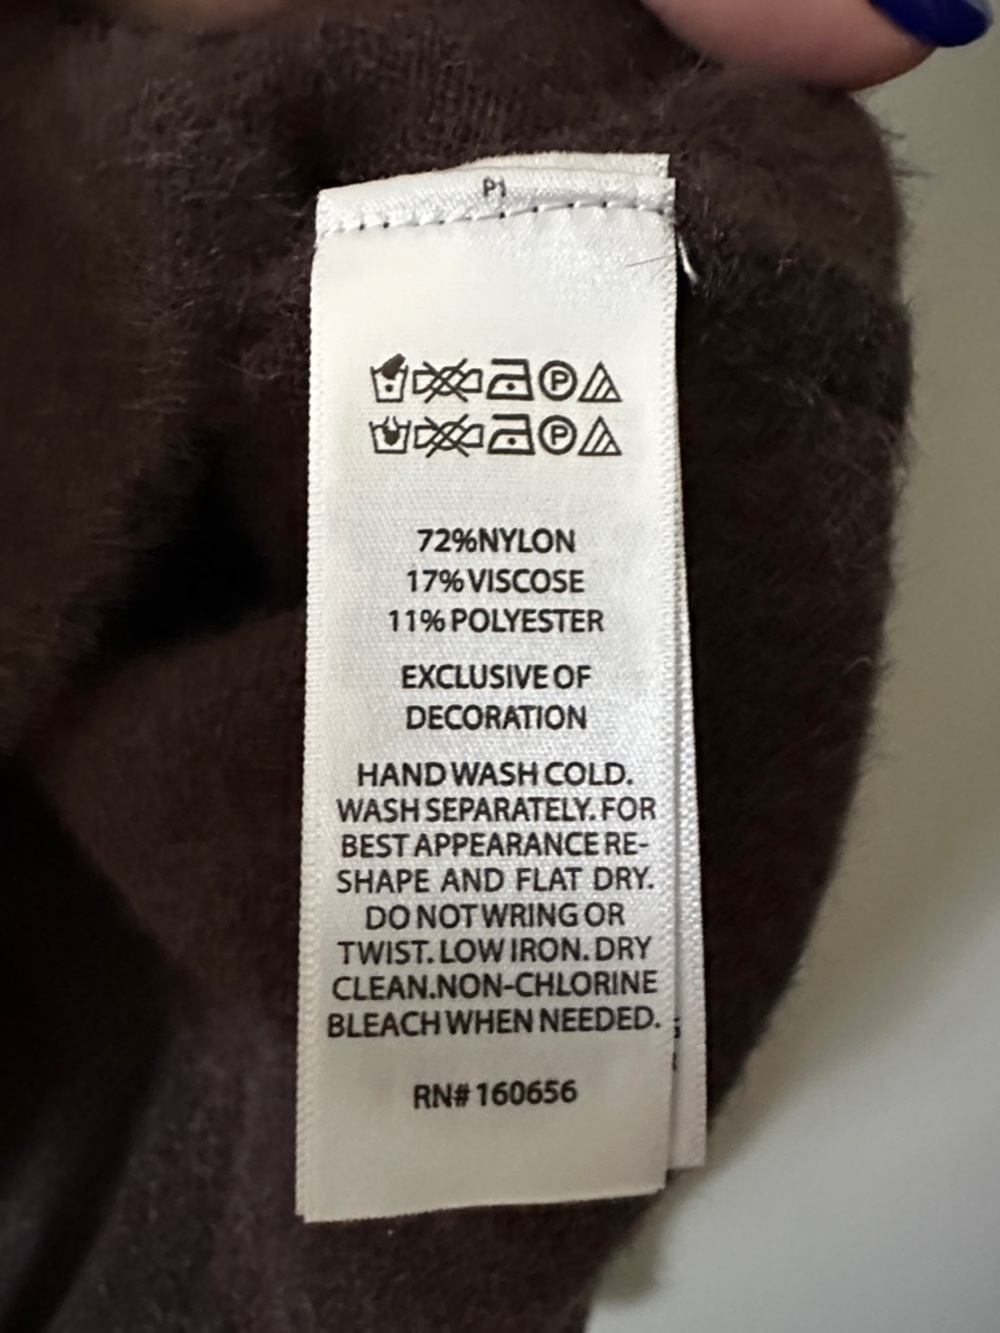 P1
P
P
72%NYLON
17%VISCOSE
11%POLYESTER
EXCLUSIVE OF
DECORATION
HAND WASH COLD.
WASH SEPARATELY. FOR
BEST APPEARANCE RE-
SHAPE AND FLAT DRY.
DO NOT WRING OR
TWIST. LOW IRON. DRY
CLEAN.NON-CHLORINE
BLEACH WHEN NEEDED.
RN# 160656